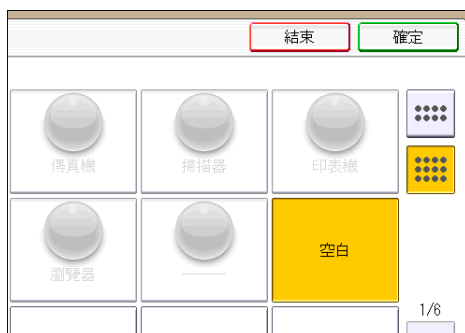 結束 確定
傳真機 掃描器 印表機
瀏覽器 ------ 空白
1/6